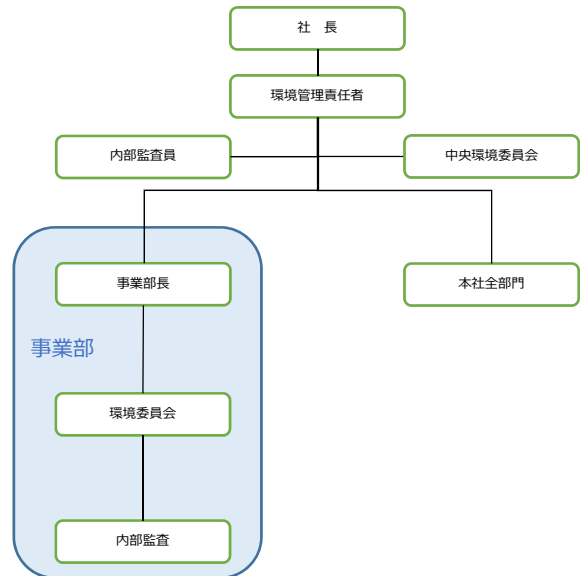 社　長
環境管理責任者
内部監査員
中央環境委員会
事業部長
本社全部門
事業部
環境委員会
内部監査